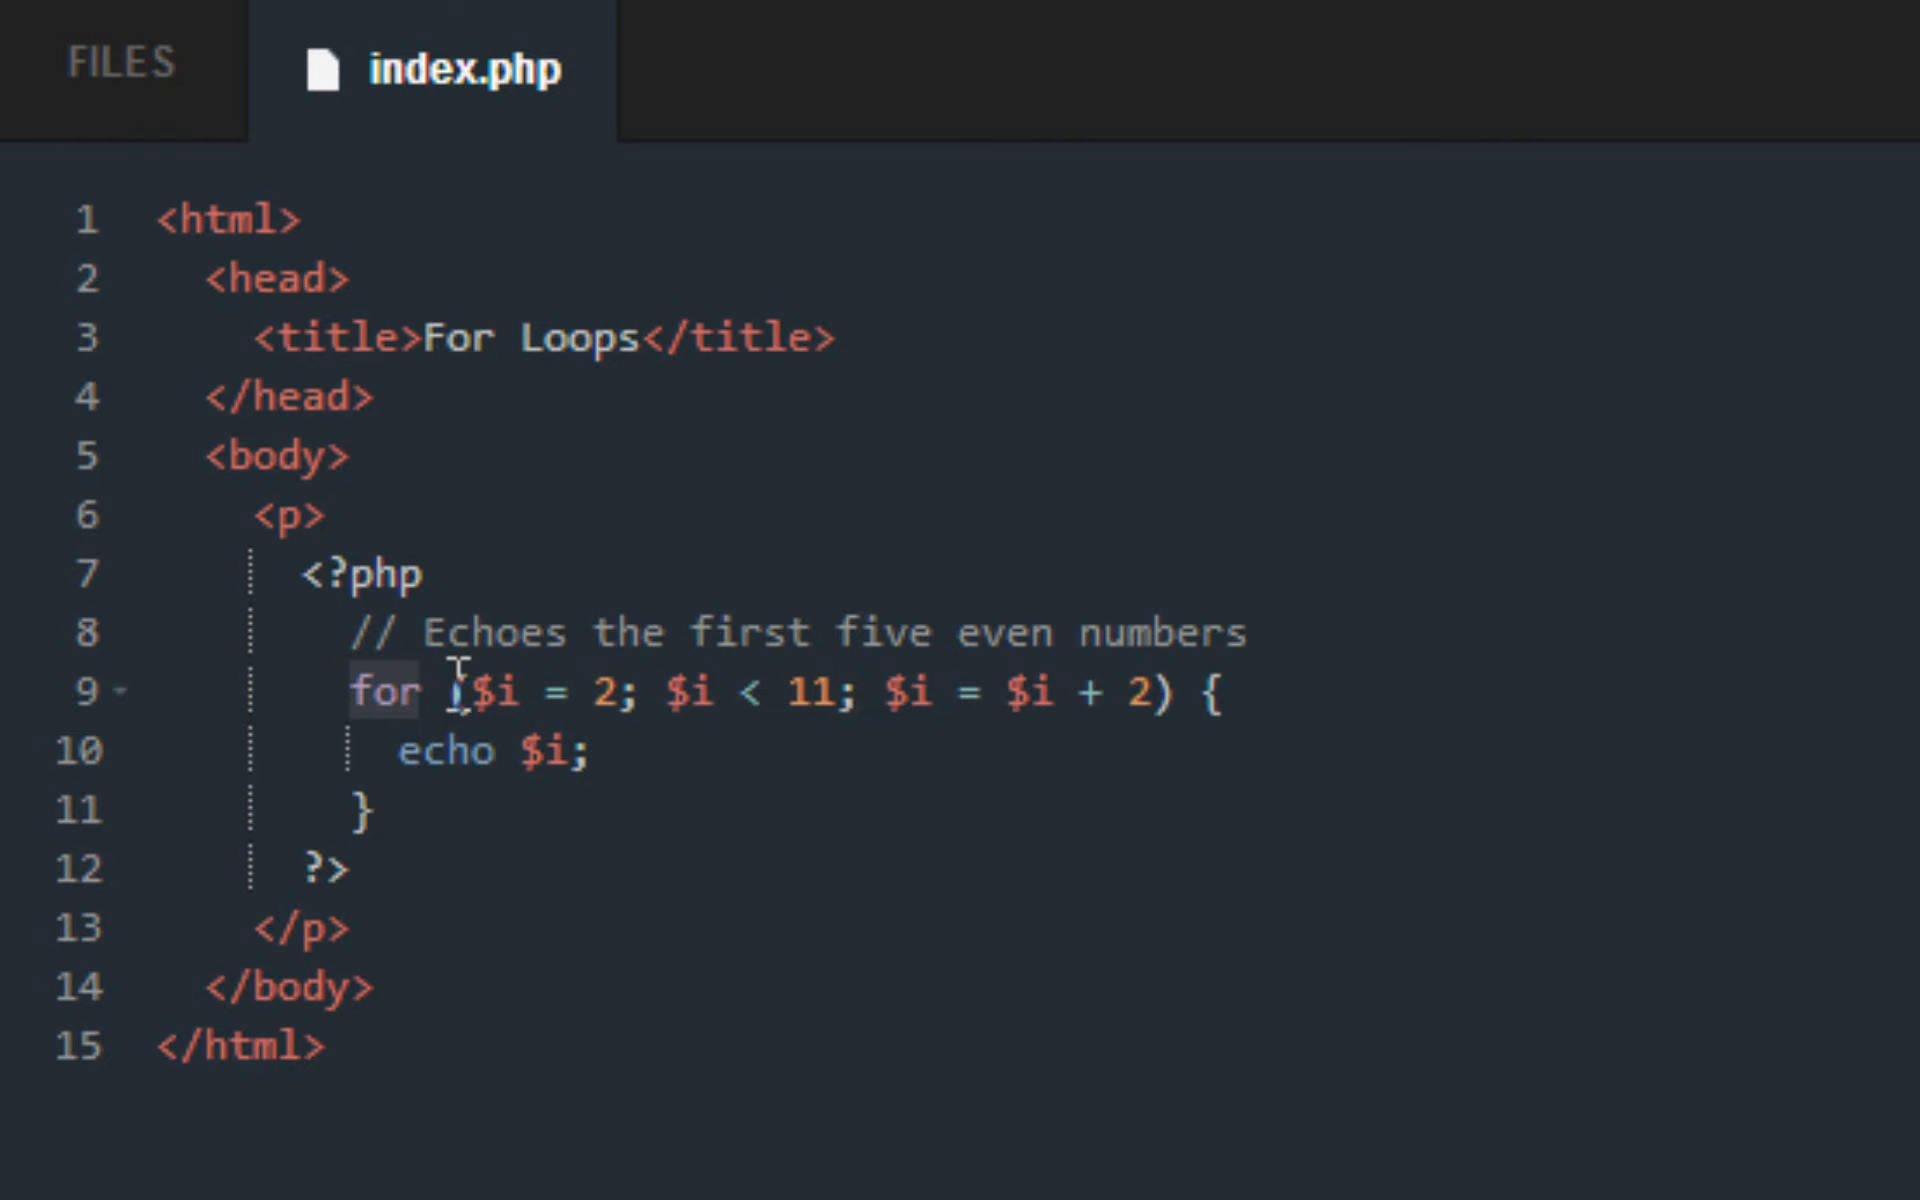 FILES
index.php
1 <html>
2 <head>
3 <title>For Loops</title>
4 </head>
5 <body>
6 <p>
7 <?php
8 // Echoes the first five even numbers
9 for ($i = 2; $i < 11; $i = $i + 2) {
10 echo $i;
11 }
12 ?>
13 </p>
14 </body>
15 </html>